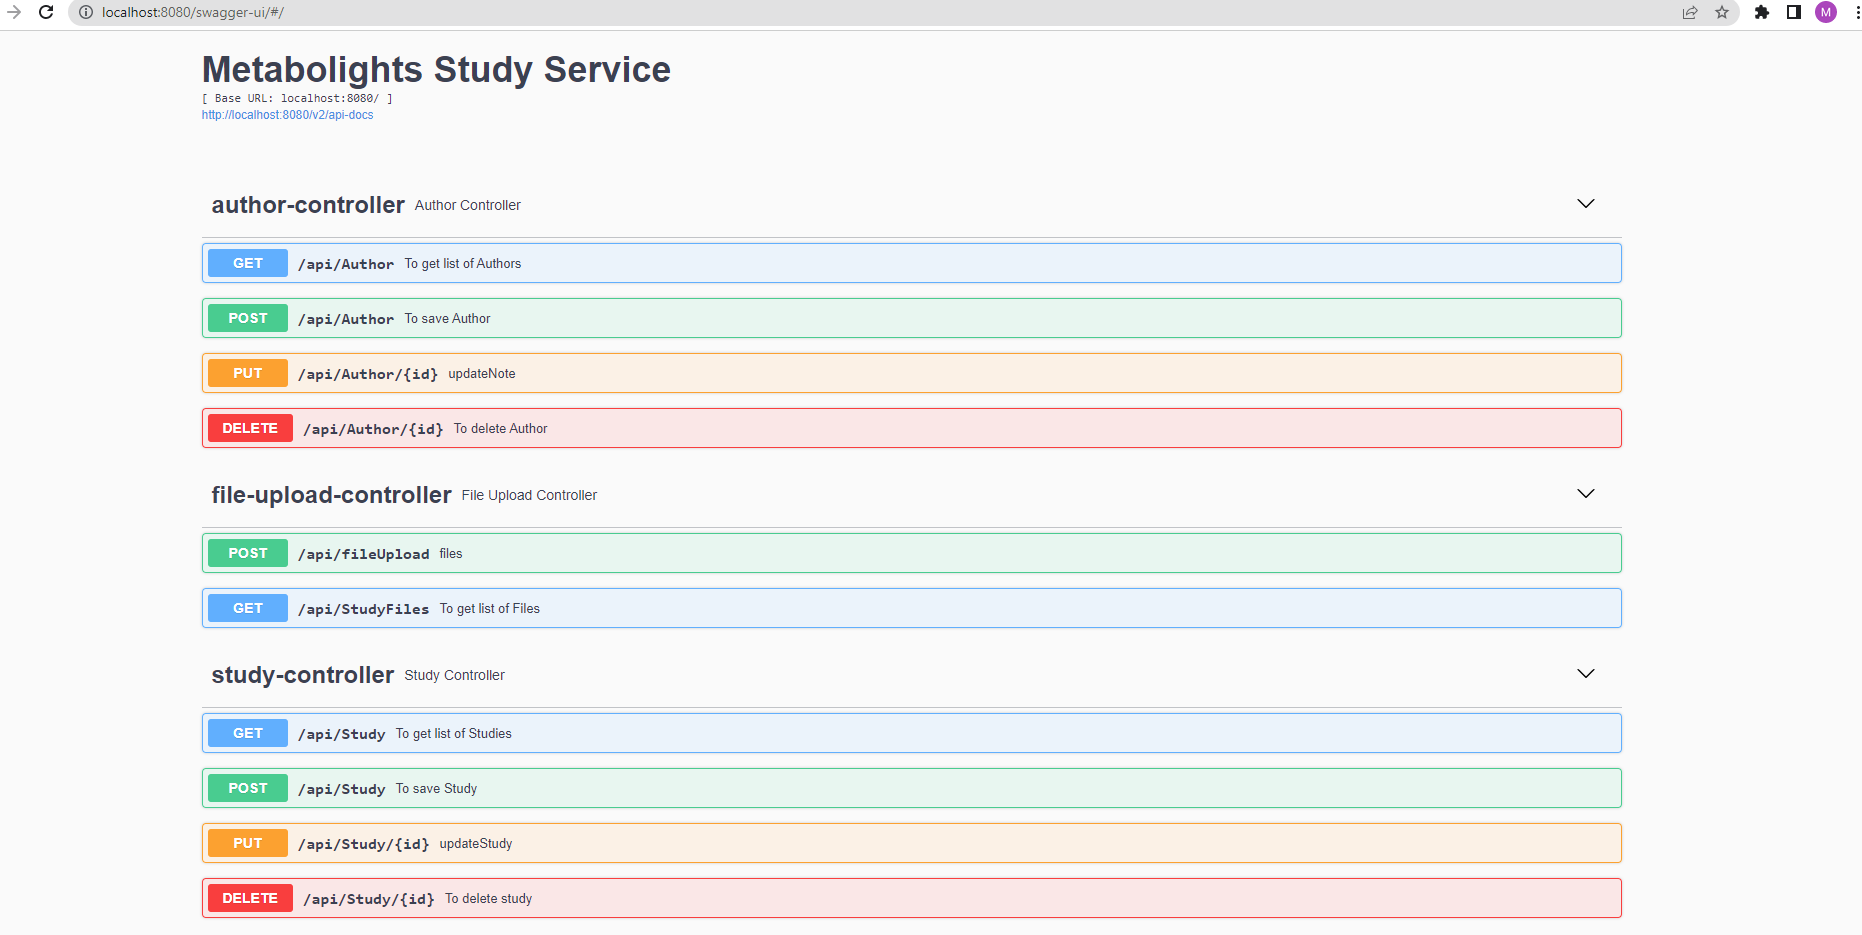 localhost:8080/swagger-ui/#/
M
Metabolights Study Service
[ Base URL: localhost:8080/ ]
http://localhost:8080/v2/api-docs
author-controller Author Controller
GET /api/Author To get list of Authors
POST /api/Author To save Author
PUT /api/Author/{id} updateNote
DELETE /api/Author/{id} To delete Author
file-upload-controller File Upload Controller
POST /api/fileUpload files
GET /api/StudyFiles To get list of Files
study-controller Study Controller
GET /api/Study To get list of Studies
POST /api/Study To save Study
PUT /api/Study/{id} updateStudy
DELETE /api/Study/{id} To delete study